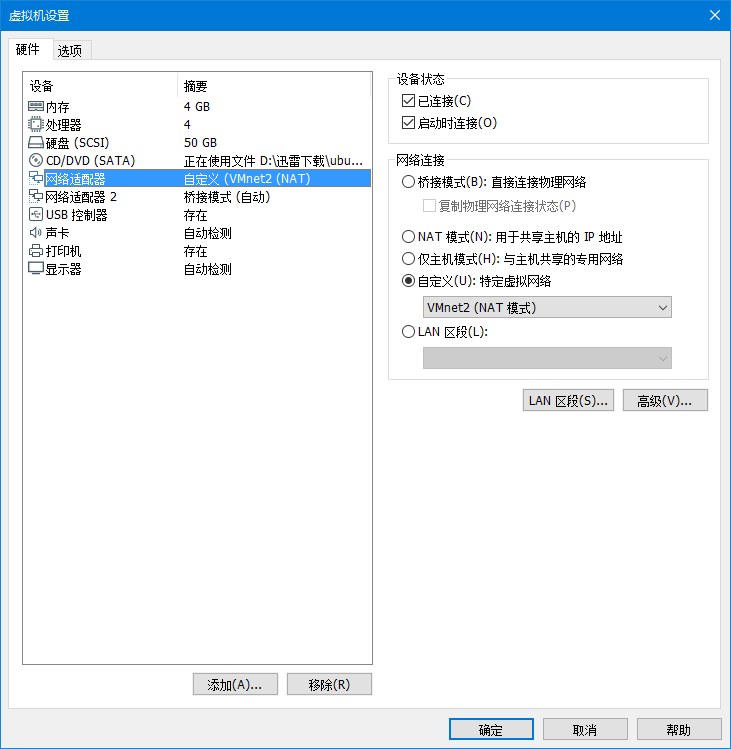 虚拟机设置
硬件 选项
设备 摘要
内存 4 GB
处理器 4
硬盘 (SCSI) 50 GB
CD/DVD (SATA) 正在使用文件 D:\迅雷下载\ubu...
网络适配器 自定义 (VMnet2 (NAT)
网络适配器 2 桥接模式 (自动)
USB 控制器 存在
声卡 自动检测
打印机 存在
显示器 自动检测
添加(A)... 移除(R)
设备状态
已连接(C)
启动时连接(O)
网络连接
桥接模式(B): 直接连接物理网络
复制物理网络连接状态(P)
NAT 模式(N): 用于共享主机的 IP 地址
仅主机模式(H): 与主机共享的专用网络
自定义(U): 特定虚拟网络
VMnet2 (NAT 模式)
LAN 区段(L):
LAN 区段(S)... 高级(V)...
确定 取消 帮助